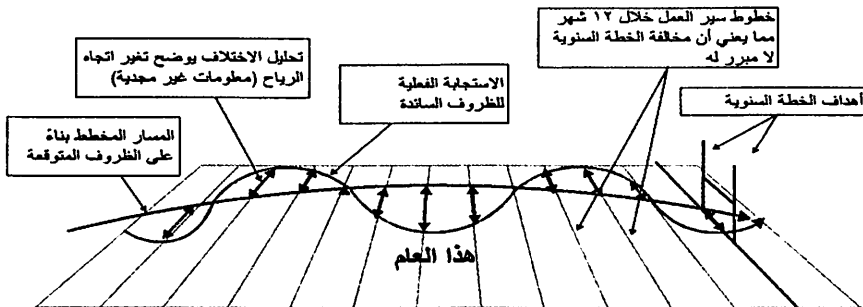 خطوط سير العمل خلال ١٢ شهر
مما يعني أن مخالفة الخطة السنوية
لا مبرر له
تحليل الاختلاف يوضح تغير اتجاه
الرياح (معلومات غير مجدية)
الاستجابة الفعلية
للظروف السائدة
أهداف الخطة السنوية
المسار المخطط بناءً
على الظروف المتوقعة
هذا العام